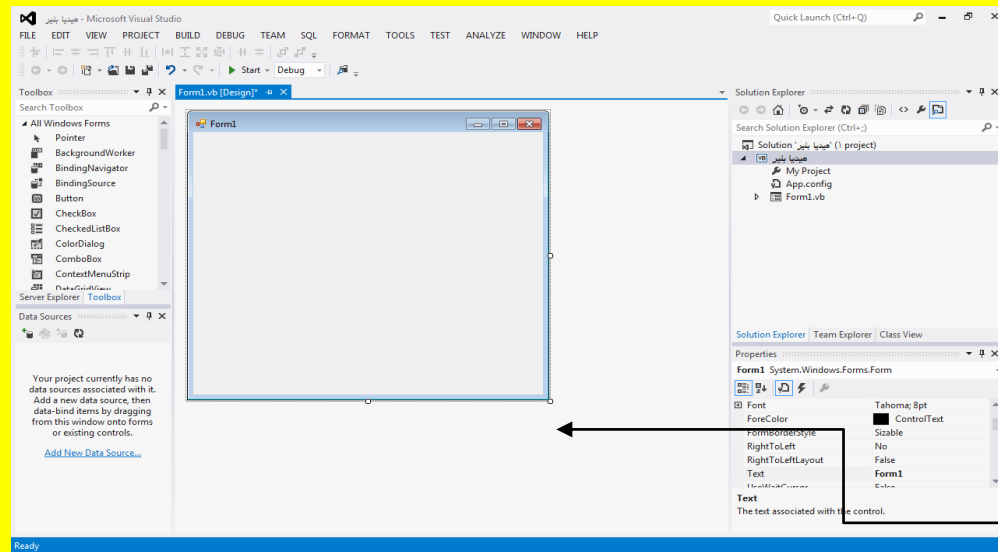 ميديا بلير - Microsoft Visual Studio
Quick Launch (Ctrl+Q)
FILE EDIT VIEW PROJECT BUILD DEBUG TEAM SQL FORMAT TOOLS TEST ANALYZE WINDOW HELP
Start - Debug
Toolbox
Search Toolbox
All Windows Forms
Pointer
BackgroundWorker
BindingNavigator
BindingSource
Button
CheckBox
CheckedListBox
ColorDialog
ComboBox
ContextMenuStrip
DataGridView
Server Explorer Toolbox
Data Sources
Your project currently has no
data sources associated with it.
Add a new data source, then
data-bind items by dragging
from this window onto forms
or existing controls.
Add New Data Source...
Form1.vb [Design]*
Form1
Solution Explorer
Search Solution Explorer (Ctrl+;)
Solution 'ميديا بلير' (١ project)
ميديا بلير
My Project
App.config
Form1.vb
Solution Explorer Team Explorer Class View
Properties
Form1 System.Windows.Forms.Form
Font Tahoma; 8pt
ForeColor ControlText
FormBorderStyle Sizable
RightToLeft No
RightToLeftLayout False
Text Form1
UseWaitCursor False
Text
The text associated with the control.
Ready